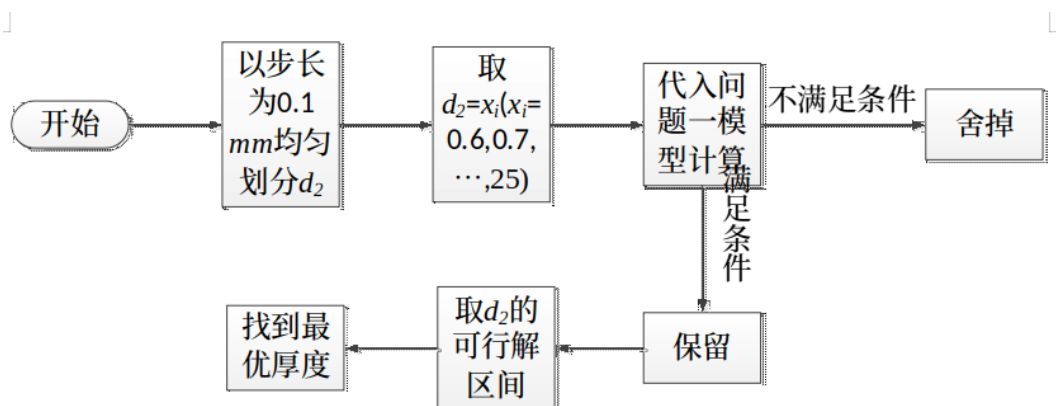 开始
以步长
为0.1
mm均匀
划分d₂
取
d₂=xᵢ(xᵢ=
0.6,0.7,
⋯,25)
代入问
题一模
型计算
不满足条件
舍掉
满足条件
保留
取d₂的
可行解
区间
找到最
优厚度